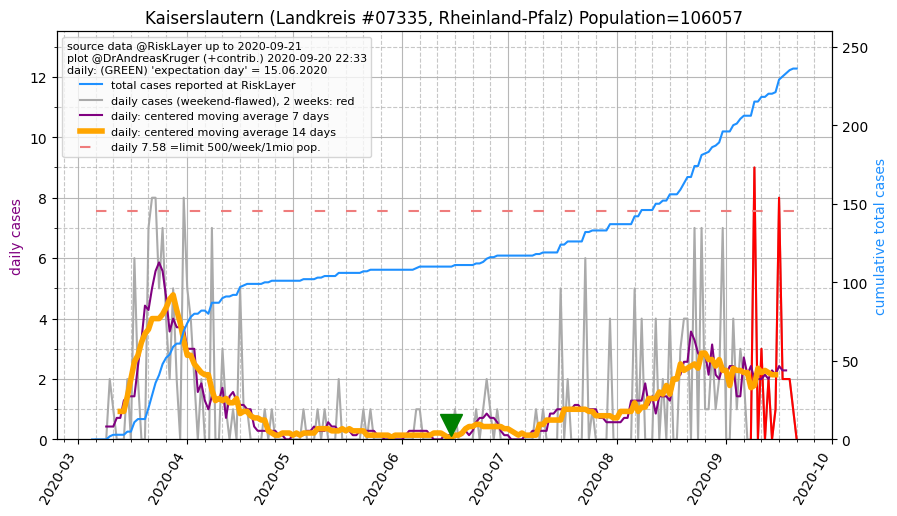 Kaiserslautern (Landkreis #07335, Rheinland-Pfalz) Population=106057
source data @RiskLayer up to 2020-09-21
plot @DrAndreasKruger (+contrib.) 2020-09-20 22:33
daily: (GREEN) 'expectation day' = 15.06.2020
total cases reported at RiskLayer
daily cases (weekend-flawed), 2 weeks: red
daily: centered moving average 7 days
daily: centered moving average 14 days
daily 7.58 =limit 500/week/1mio pop.
daily cases
12
10
8
6
4
2
0
250
200
150
100
50
0
cumulative total cases
2020-03
2020-04
2020-05
2020-06
2020-07
2020-08
2020-09
2020-10